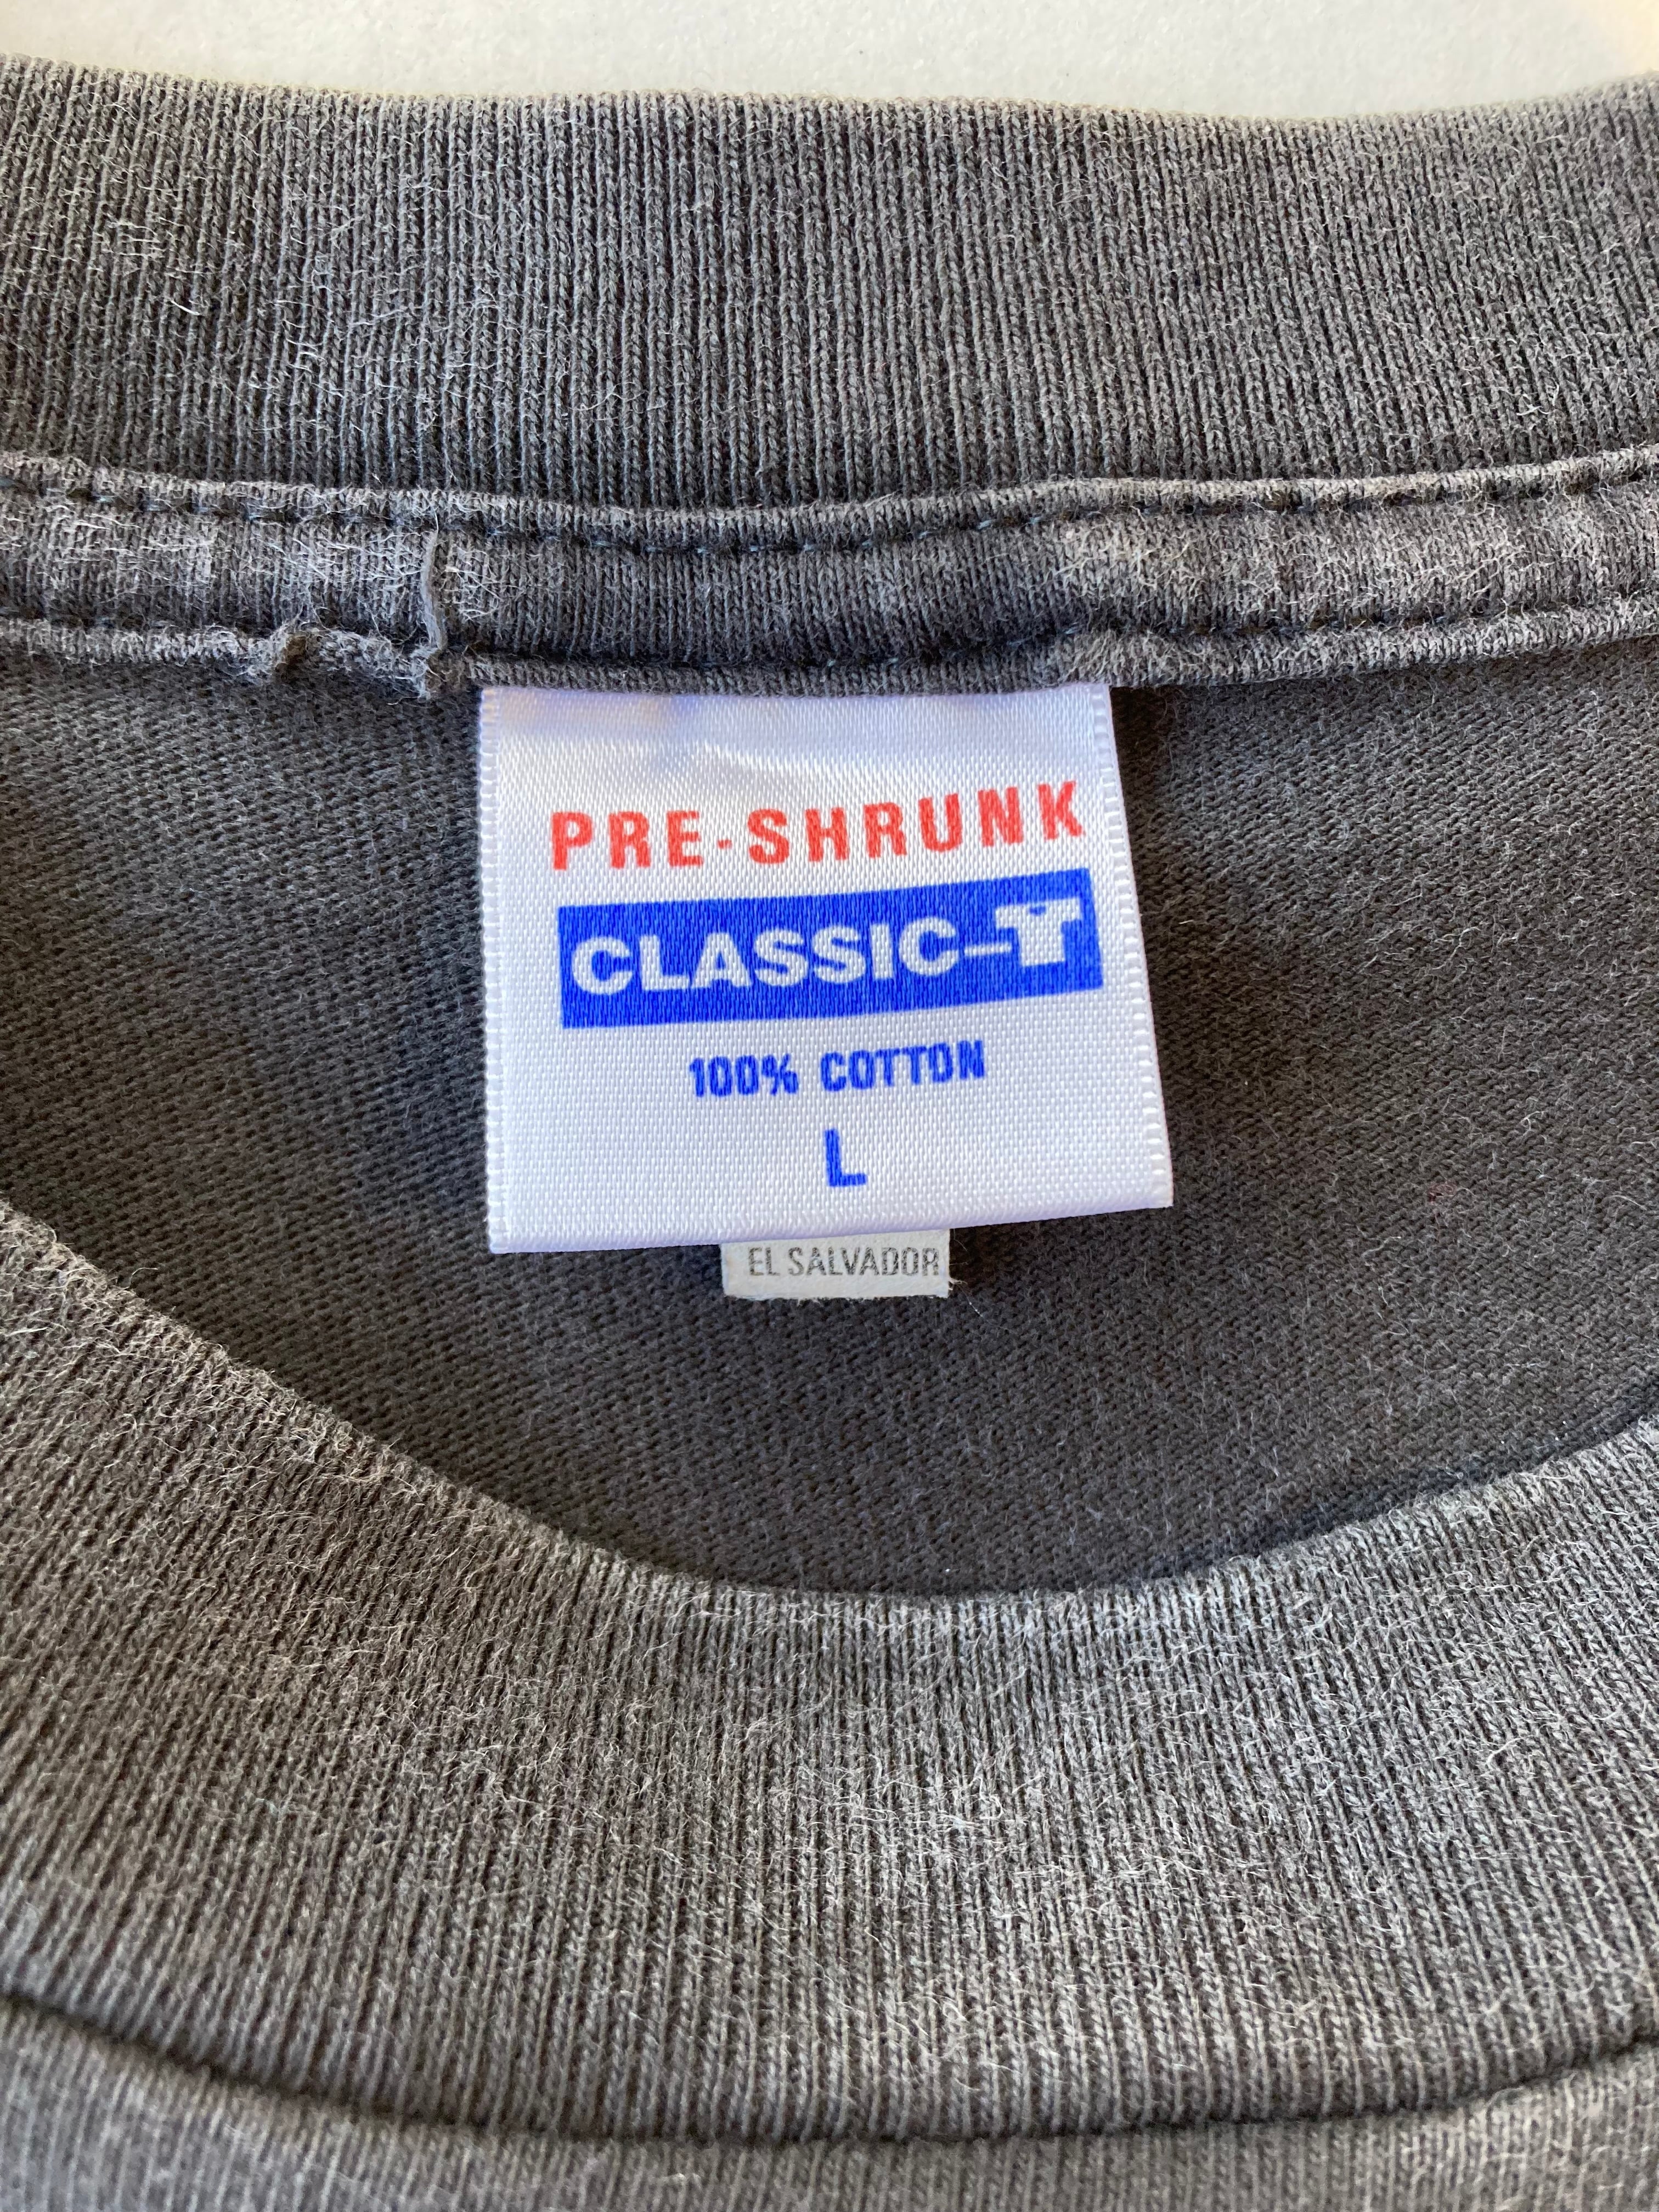 PRE-SHRUNK
CLASSIC-T
100% COTTON
L
EL SALVADOR